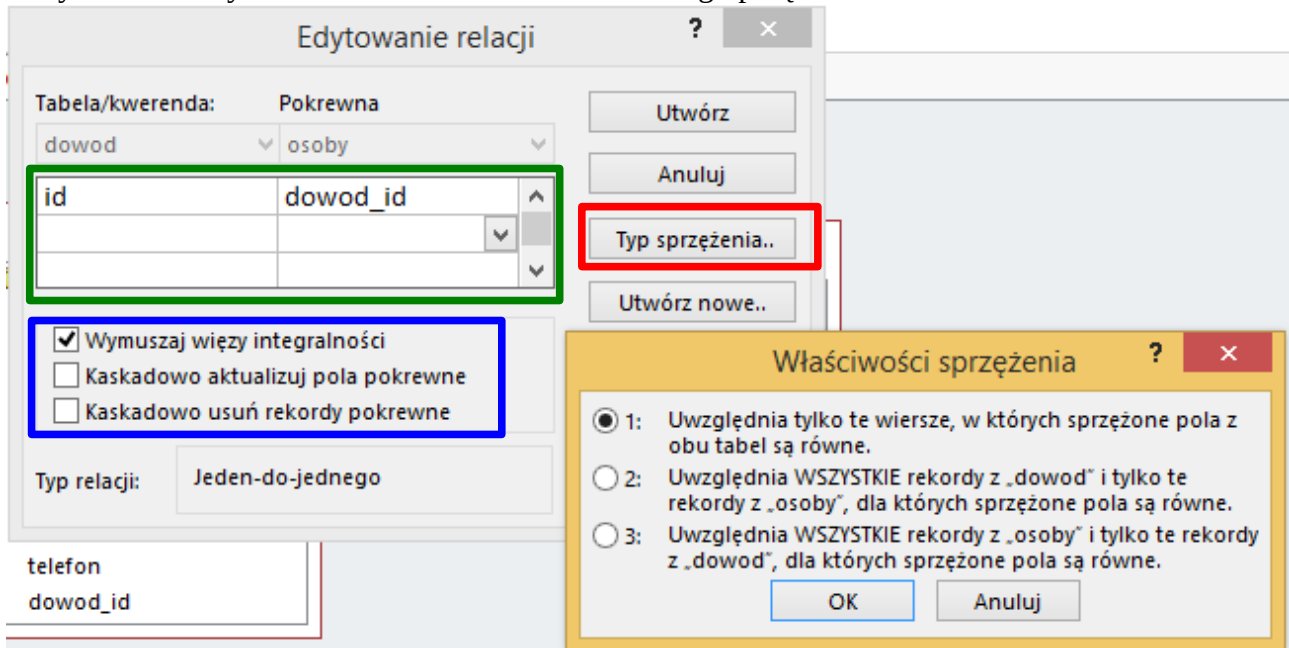 Edytowanie relacji
?
Tabela/kwerenda: Pokrewna
dowod osoby
id dowod_id
Utwórz
Anuluj
Typ sprzężenia..
Utwórz nowe..
Wymuszaj więzy integralności
Kaskadowo aktualizuj pola pokrewne
Kaskadowo usuń rekordy pokrewne
Typ relacji: Jeden-do-jednego
telefon
dowod_id
Właściwości sprzężenia
?
1: Uwzględnia tylko te wiersze, w których sprzężone pola z
obu tabel są równe.
2: Uwzględnia WSZYSTKIE rekordy z „dowod” i tylko te
rekordy z „osoby”, dla których sprzężone pola są równe.
3: Uwzględnia WSZYSTKIE rekordy z „osoby” i tylko te rekordy
z „dowod”, dla których sprzężone pola są równe.
OK Anuluj